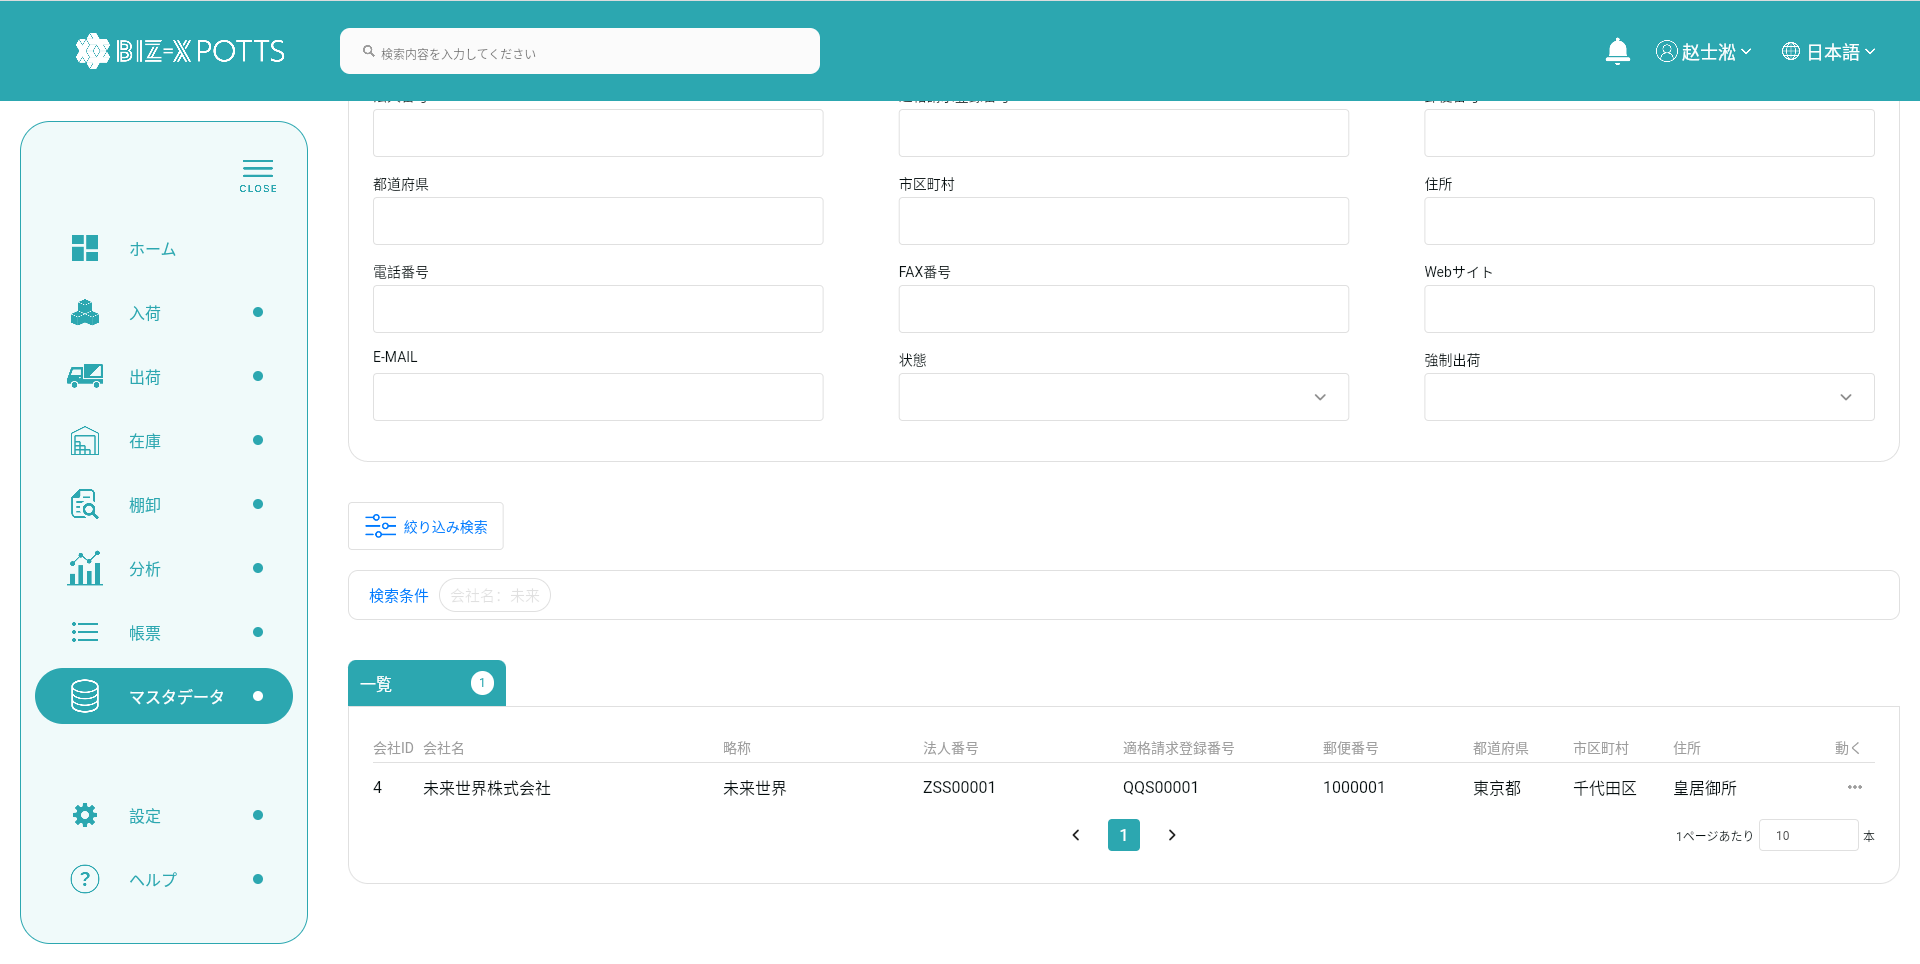 BIZ-X POTTS
検索内容を入力してください
赵士淞
日本語
CLOSE
ホーム
入荷
出荷
在庫
棚卸
分析
帳票
マスタデータ
設定
ヘルプ
都道府県
市区町村
住所
電話番号
FAX番号
Webサイト
E-MAIL
状態
強制出荷
絞り込み検索
検索条件 会社名：未来
一覧 1
会社ID 会社名 略称 法人番号 適格請求登録番号 郵便番号 都道府県 市区町村 住所 動く
4 未来世界株式会社 未来世界 ZSS00001 QQS00001 1000001 東京都 千代田区 皇居御所
1
1ページあたり 10 本